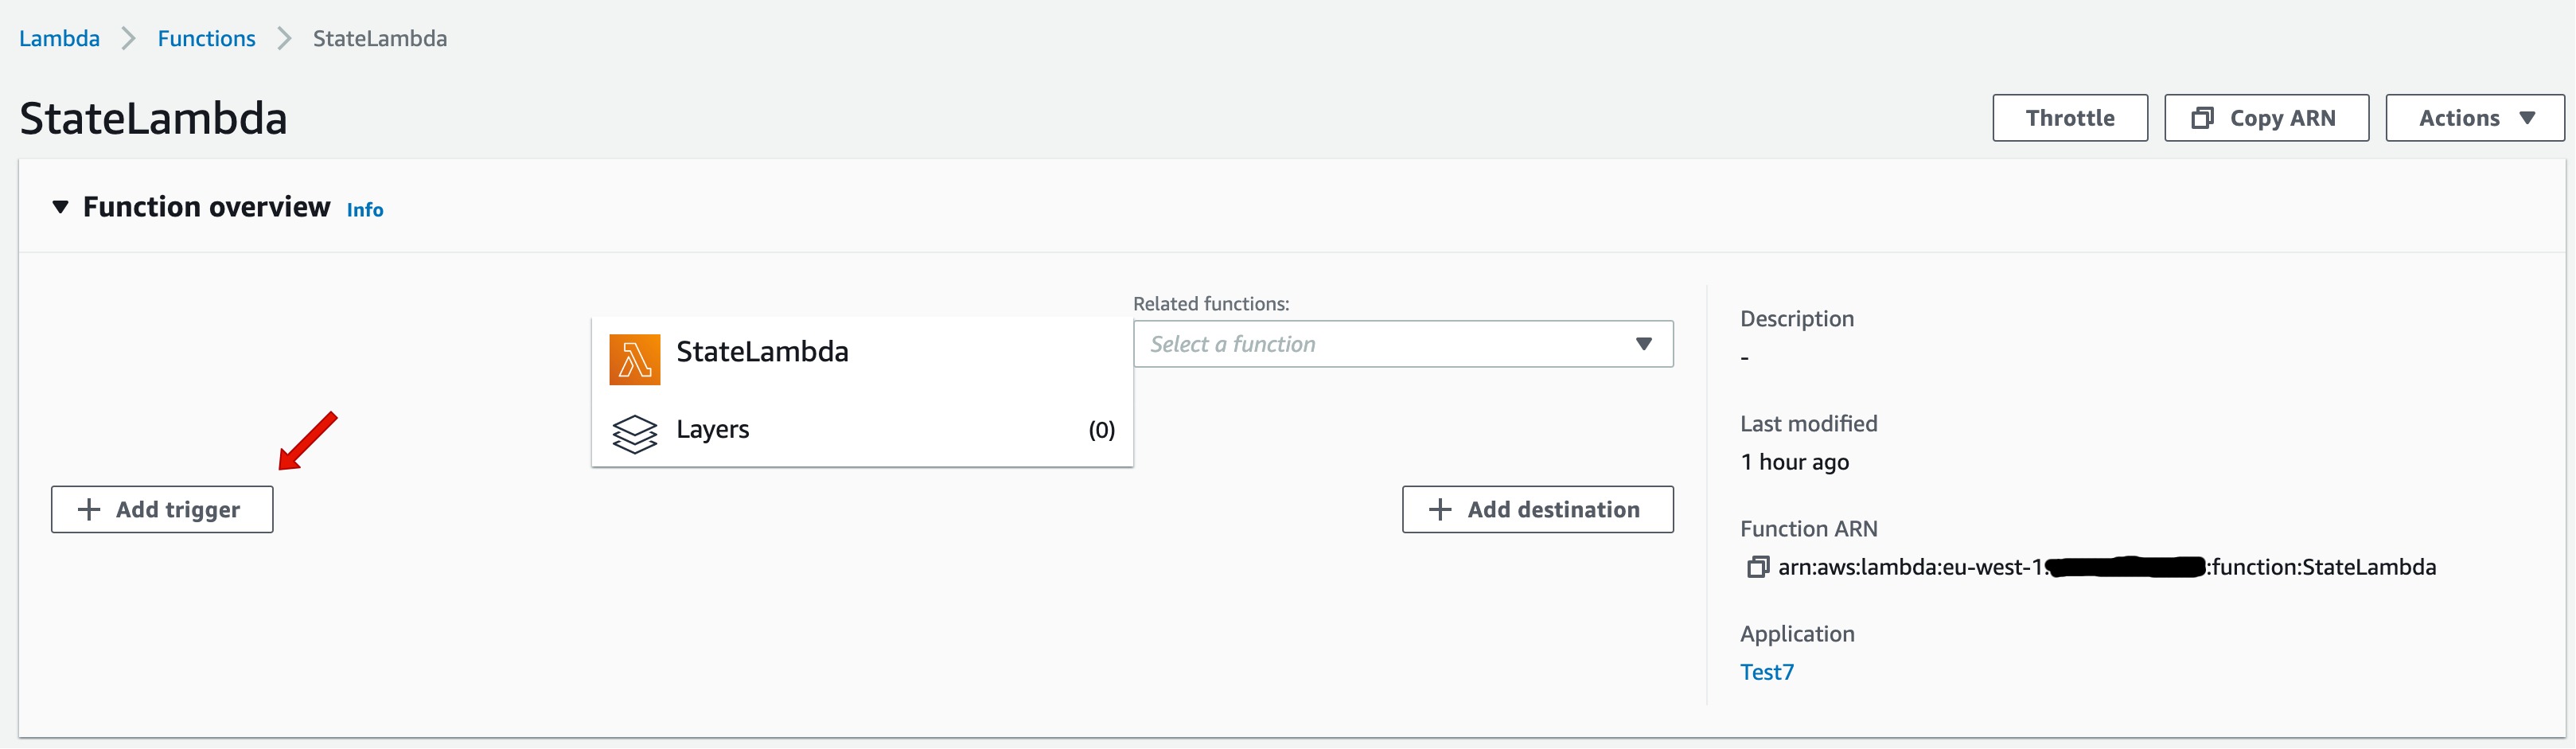 Lambda > Functions > StateLambda
StateLambda
Throttle
Copy ARN
Actions
Function overview Info
Related functions:
StateLambda
Select a function
Layers (0)
+ Add trigger
+ Add destination
Description
-
Last modified
1 hour ago
Function ARN
arn:aws:lambda:eu-west-1: :function:StateLambda
Application
Test7